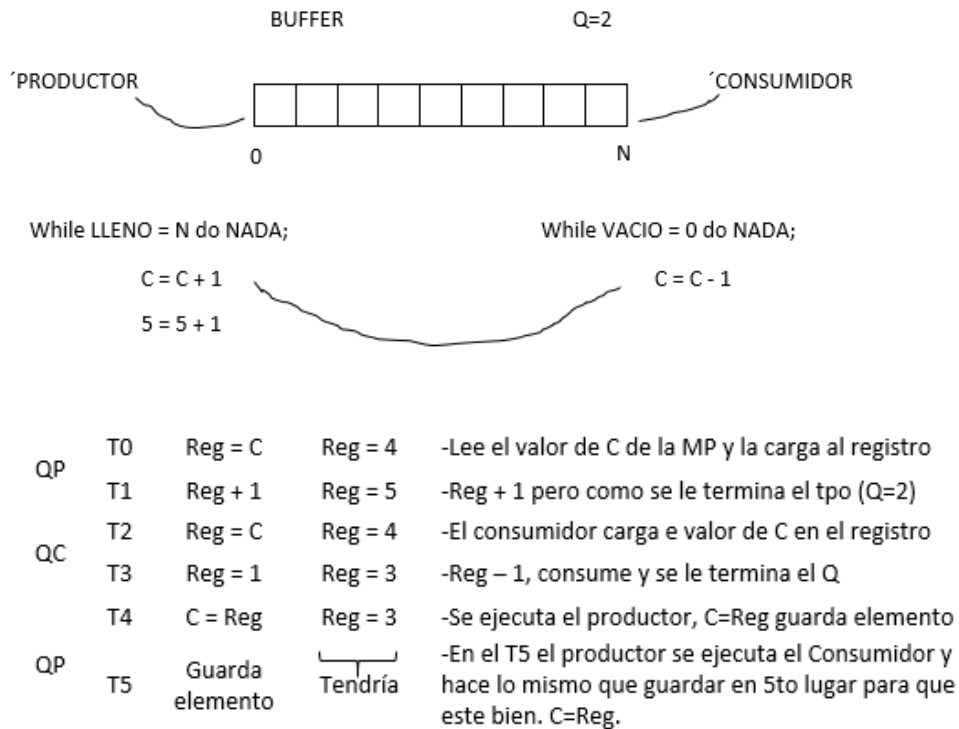 BUFFER Q=2
´PRODUCTOR ´CONSUMIDOR
0 N
While LLENO = N do NADA; While VACIO = 0 do NADA;
C = C + 1 C = C - 1
5 = 5 + 1
QP
T0 Reg = C Reg = 4 -Lee el valor de C de la MP y la carga al registro
T1 Reg + 1 Reg = 5 -Reg + 1 pero como se le termina el tpo (Q=2)
QC
T2 Reg = C Reg = 4 -El consumidor carga e valor de C en el registro
T3 Reg = 1 Reg = 3 -Reg – 1, consume y se le termina el Q
QP
T4 C = Reg Reg = 3 -Se ejecuta el productor, C=Reg guarda elemento
T5 Guarda
elemento
Tendría
-En el T5 el productor se ejecuta el Consumidor y
hace lo mismo que guardar en 5to lugar para que
este bien. C=Reg.